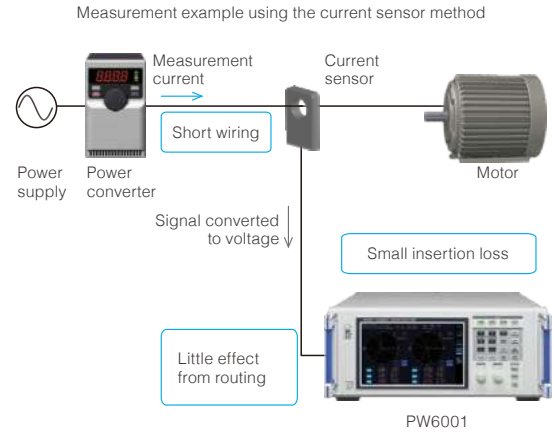 Measurement example using the current sensor method
Measurement
current
Current
sensor
Short wiring
Power
supply
Power
converter
Motor
Signal converted
to voltage
Small insertion loss
Little effect
from routing
PW6001